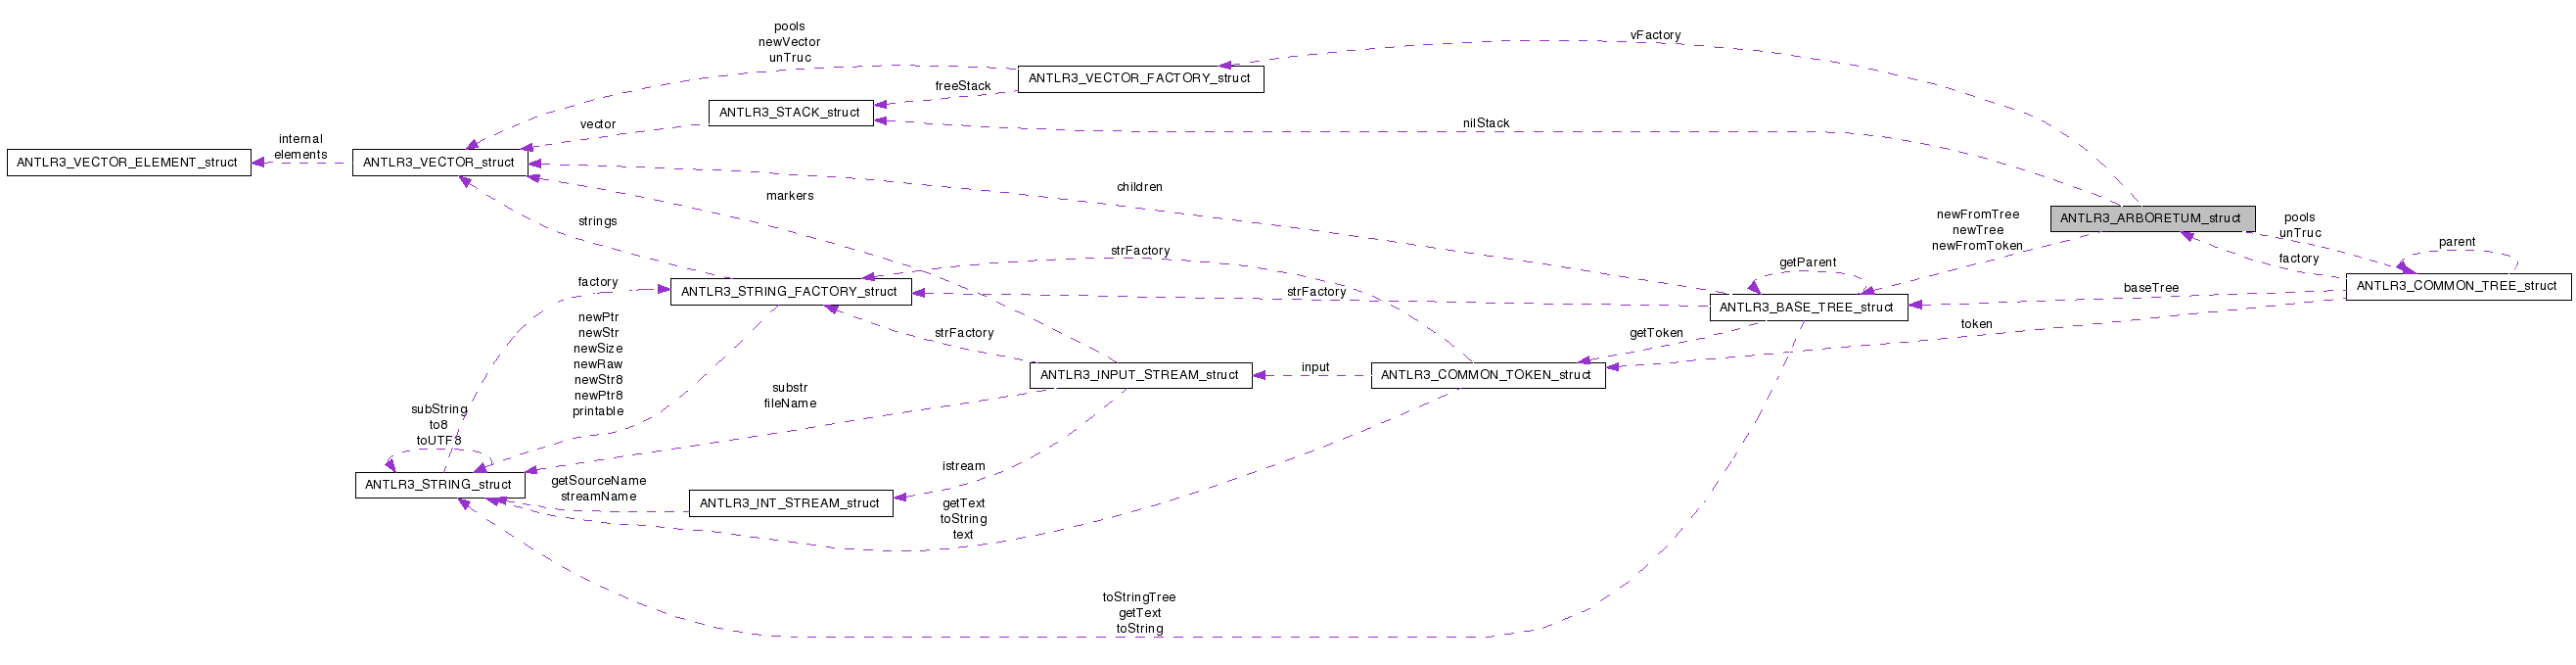 pools
newVector
unTruc
vFactory
ANTLR3_VECTOR_FACTORY_struct
freeStack
ANTLR3_STACK_struct
vector
nilStack
internal
elements
ANTLR3_VECTOR_ELEMENT_struct
ANTLR3_VECTOR_struct
children
markers
strings
newFromTree
newTree
newFromToken
ANTLR3_ARBORETUM_struct
pools
unTruc
parent
factory
strFactory
getParent
factory
ANTLR3_STRING_FACTORY_struct
strFactory
baseTree
ANTLR3_COMMON_TREE_struct
ANTLR3_BASE_TREE_struct
newPtr
newStr
newSize
newRaw
newStr8
newPtr8
printable
strFactory
getToken
token
ANTLR3_INPUT_STREAM_struct
input
ANTLR3_COMMON_TOKEN_struct
substr
fileName
subString
to8
toUTF8
istream
ANTLR3_STRING_struct
getSourceName
streamName
ANTLR3_INT_STREAM_struct
getText
toString
text
toStringTree
getText
toString